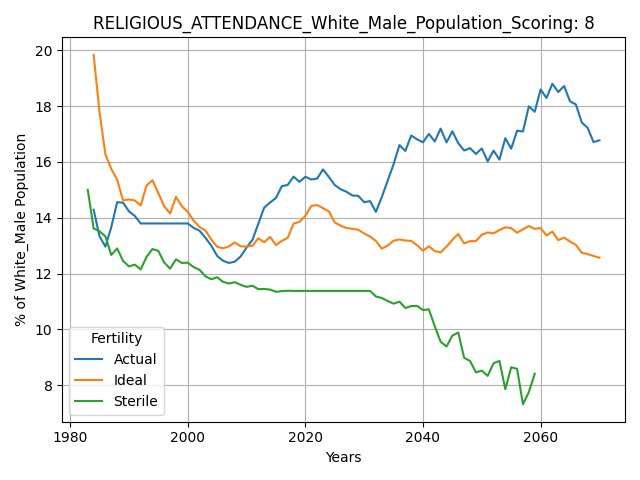 RELIGIOUS_ATTENDANCE_White_Male_Population_Scoring: 8
% of White_Male Population
20
18
16
14
12
10
8
Fertility
Actual
Ideal
Sterile
1980 2000 2020 2040 2060
Years